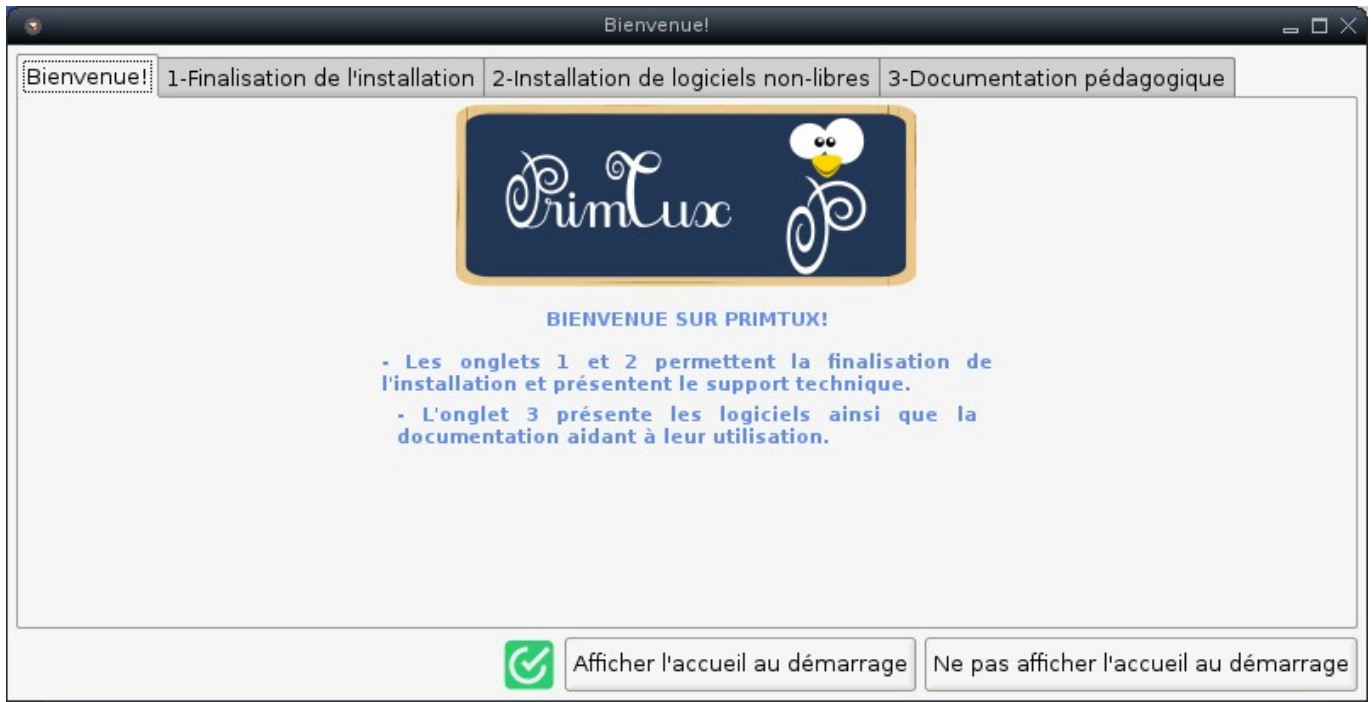 Bienvenue!
Bienvenue! 1-Finalisation de l'installation 2-Installation de logiciels non-libres 3-Documentation pédagogique
PrimTux
BIENVENUE SUR PRIMTUX!
- Les onglets 1 et 2 permettent la finalisation de
l'installation et présentent le support technique.
- L'onglet 3 présente les logiciels ainsi que la
documentation aidant à leur utilisation.
Afficher l'accueil au démarrage Ne pas afficher l'accueil au démarrage